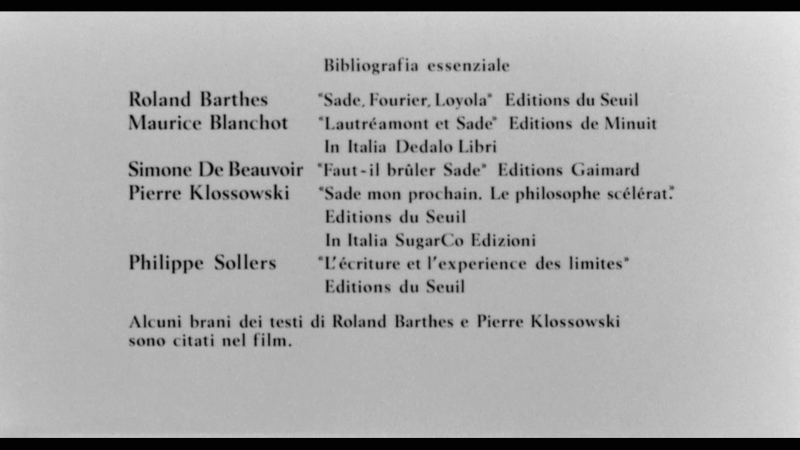 Bibliografia essenziale
Roland Barthes "Sade, Fourier, Loyola" Editions du Seuil
Maurice Blanchot "Lautréamont et Sade" Editions de Minuit
In Italia Dedalo Libri
Simone De Beauvoir "Faut-il brûler Sade" Editions Gaimard
Pierre Klossowski "Sade mon prochain. Le philosophe scélérat."
Editions du Seuil
In Italia SugarCo Edizioni
Philippe Sollers "L'écriture et l'experience des limites"
Editions du Seuil
Alcuni brani dei testi di Roland Barthes e Pierre Klossowski
sono citati nel film.